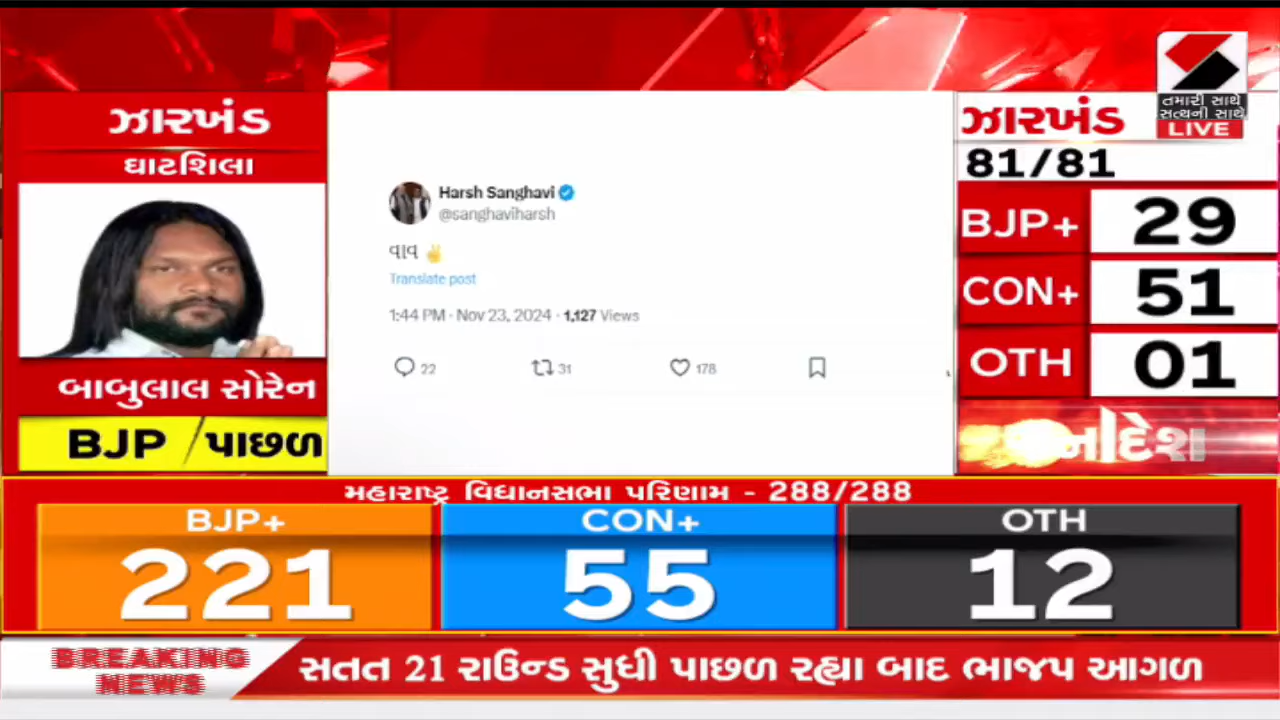 ઝારખંડ
ઘાટશિલા
બાબુલાલ સોરેન
BJP / પાછળ
Harsh Sanghavi
@sanghaviharsh
વાવ ✌
Translate post
1:44 PM · Nov 23, 2024 · 1,127 Views
22 31 178
તમારી સાથે
સત્યની સાથે
LIVE
ઝારખંડ
81/81
BJP+ 29
CON+ 51
OTH 01
મહારાષ્ટ્ર વિધાનસભા પરિણામ - 288/288
BJP+ CON+ OTH
221 55 12
BREAKING
NEWS
સતત 21 રાઉન્ડ સુધી પાછળ રહ્યા બાદ ભાજપ આગળ